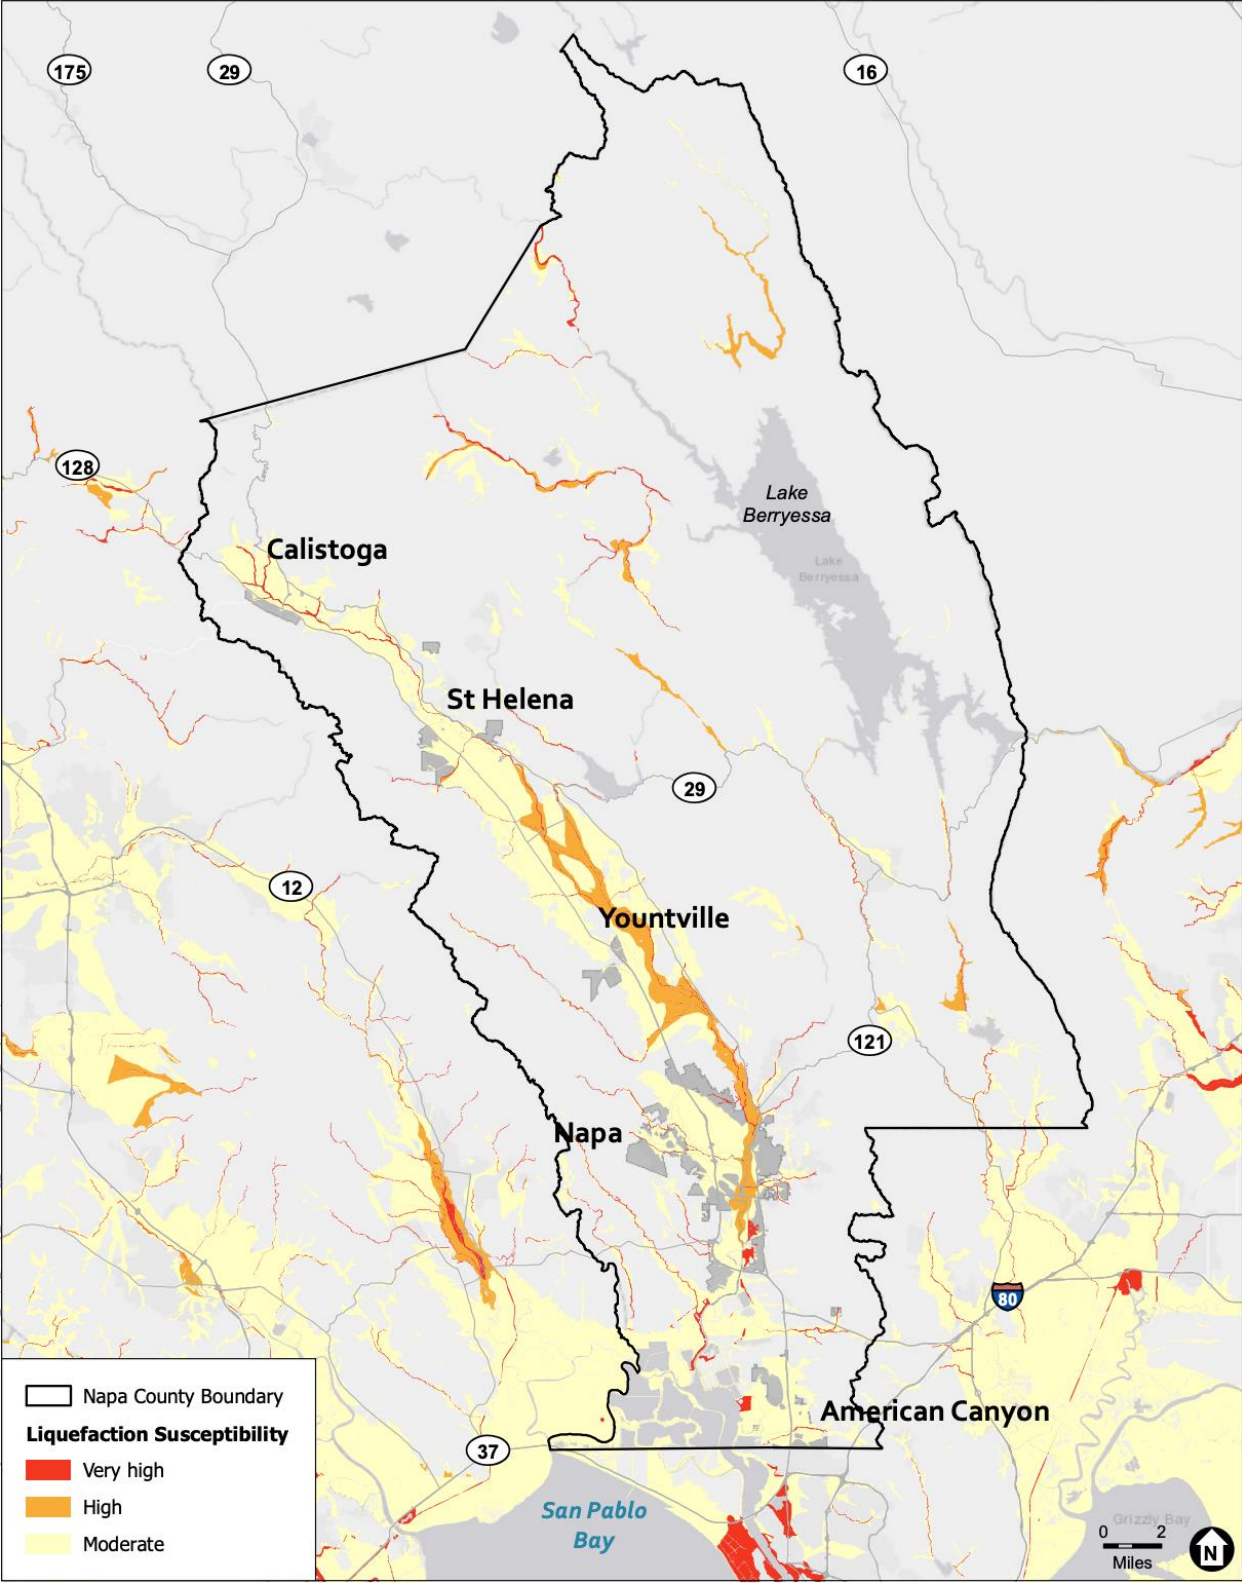 175
29
16
128
Lake
Berryessa
Lake
Berryessa
Calistoga
St Helena
29
12
Yountville
121
Napa
80
American Canyon
37
San Pablo
Bay
Grizzly Bay
Napa County Boundary
Liquefaction Susceptibility
Very high
High
Moderate
0 2
Miles
N